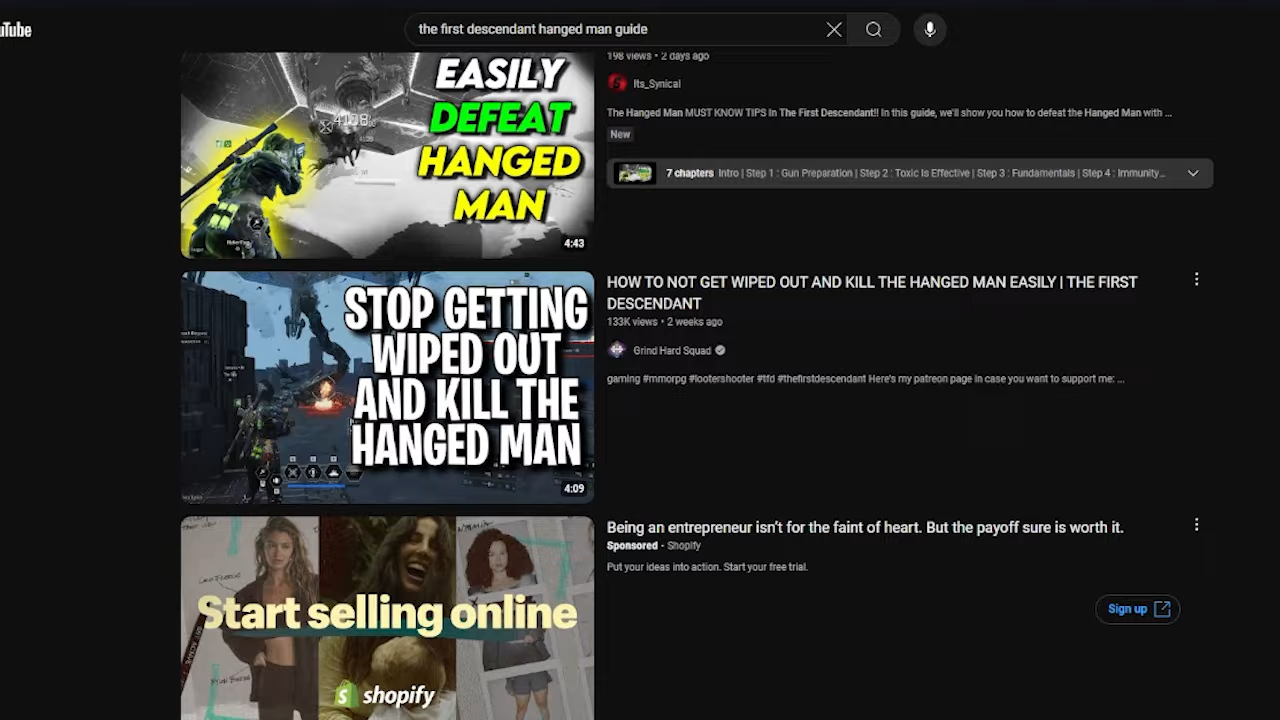 uTube
the first descendant hanged man guide
EASILY
DEFEAT
HANGED
MAN
4:43
198 views • 2 days ago
Its_Synical
The Hanged Man MUST KNOW TIPS In The First Descendant!! In this guide, we'll show you how to defeat the Hanged Man with ...
New
7 chapters Intro | Step 1 : Gun Preparation | Step 2 : Toxic Is Effective | Step 3 : Fundamentals | Step 4 : Immunity...
STOP GETTING
WIPED OUT
AND KILL THE
HANGED MAN
4:09
HOW TO NOT GET WIPED OUT AND KILL THE HANGED MAN EASILY | THE FIRST
DESCENDANT
133K views • 2 weeks ago
Grind Hard Squad
gaming #mmorpg #lootershooter #tfd #thefirstdescendant Here's my patreon page in case you want to support me: ...
Start selling online
shopify
Being an entrepreneur isn't for the faint of heart. But the payoff sure is worth it.
Sponsored · Shopify
Put your ideas into action. Start your free trial.
Sign up